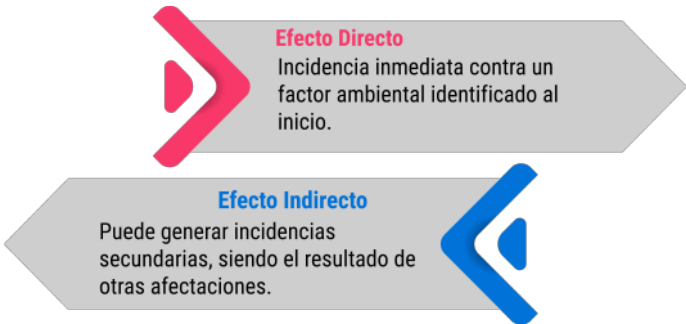 Efecto Directo
Incidencia inmediata contra un
factor ambiental identificado al
inicio.
Efecto Indirecto
Puede generar incidencias
secundarias, siendo el resultado de
otras afectaciones.